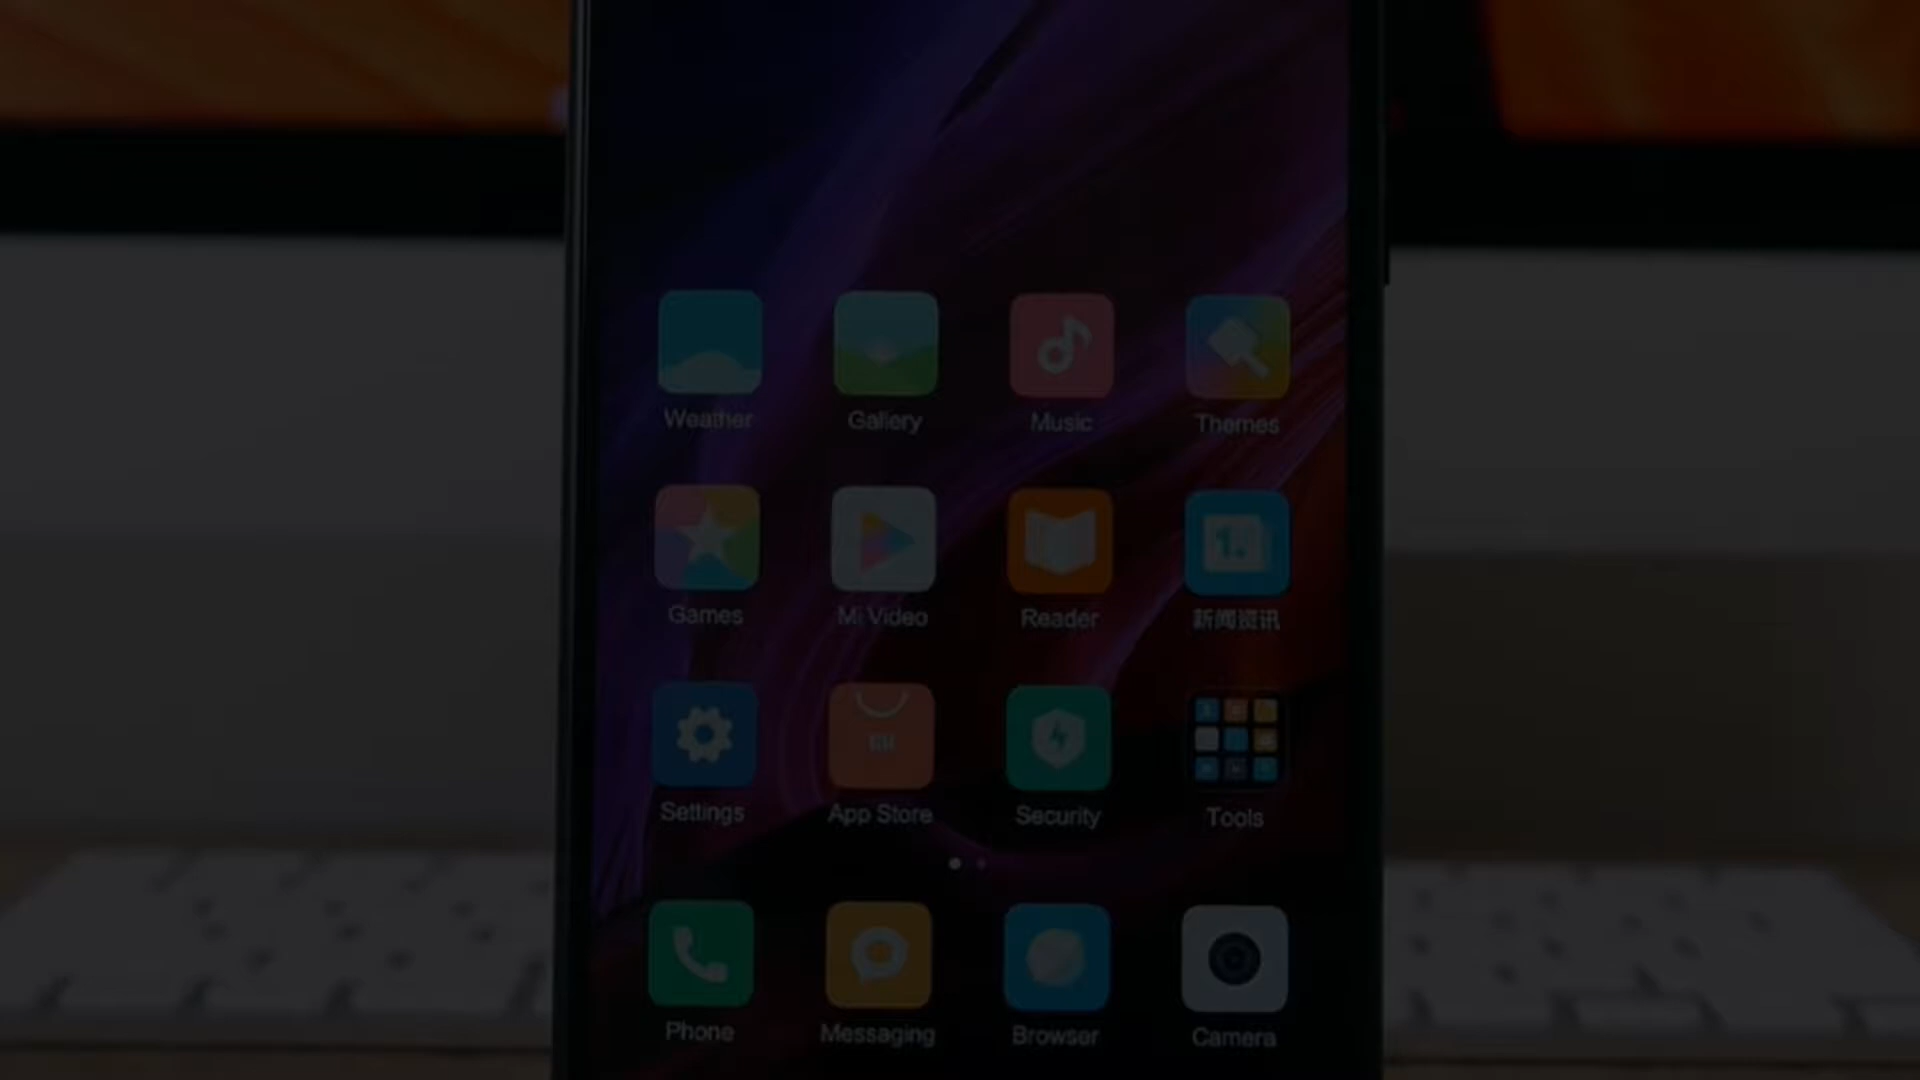 Weather Gallery Music Themes
Games Mi Video Reader 新闻资讯
mi
Settings App Store Security Tools
Phone Messaging Browser Camera